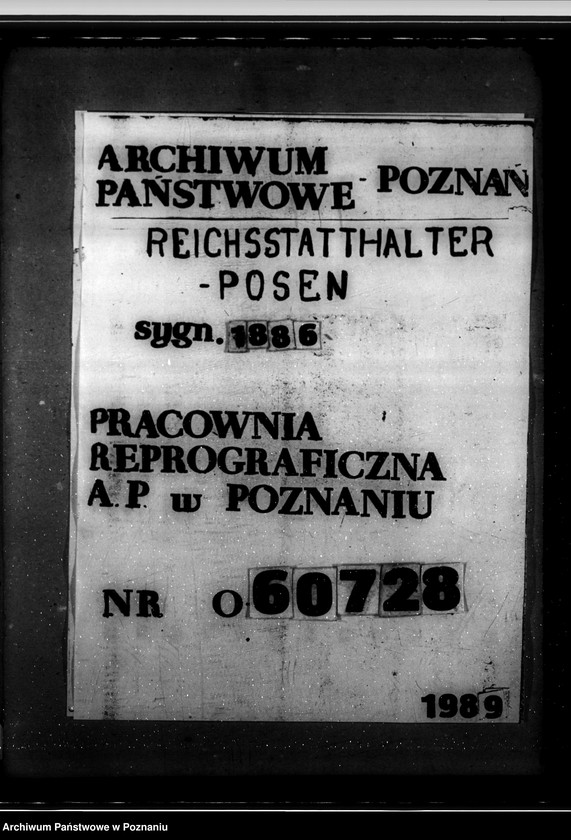 ARCHIWUM
PAŃSTWOWE - POZNAŃ
REICHSSTATTHALTER
-POSEN
sygn. 1886
PRACOWNIA
REPROGRAFICZNA
A.P. w POZNANIU
NR O-60728
1989
Archiwum Państwowe w Poznaniu